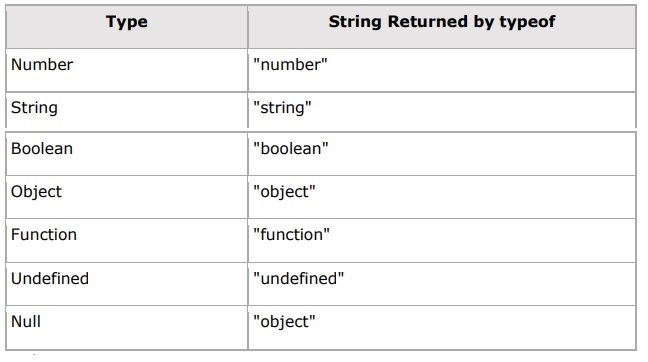 Type String Returned by typeof
Number "number"
String "string"
Boolean "boolean"
Object "object"
Function "function"
Undefined "undefined"
Null "object"